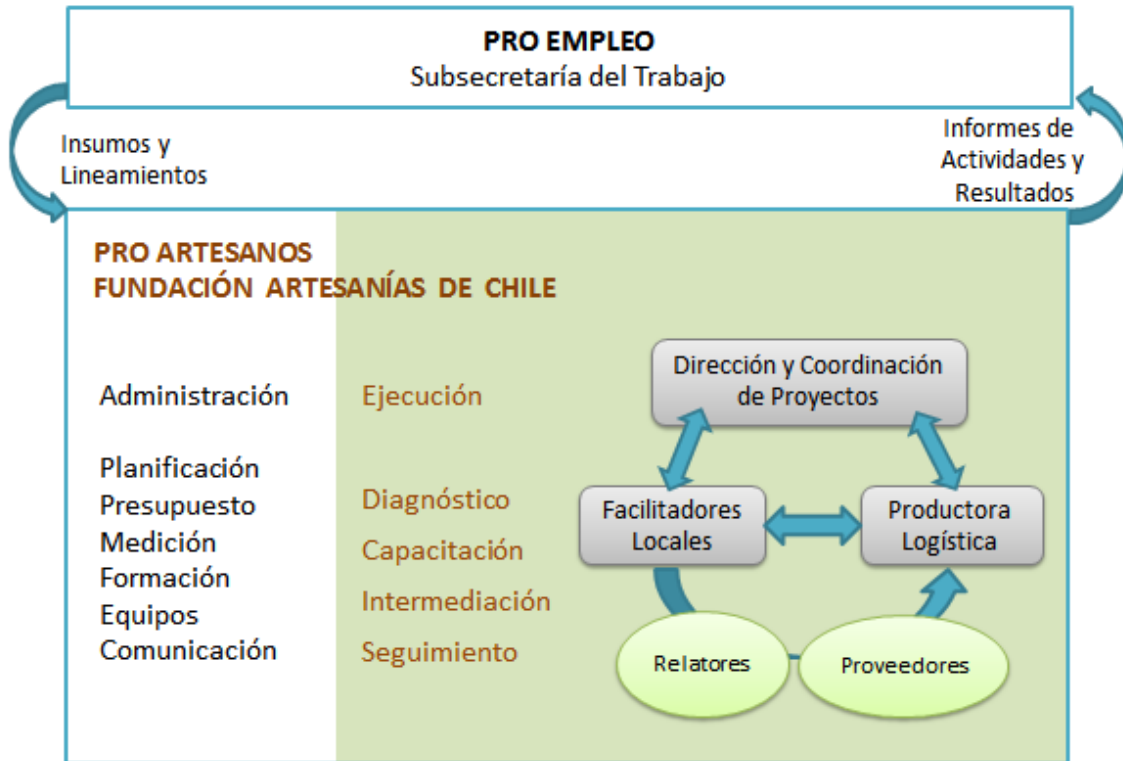 PRO EMPLEO
Subsecretaría del Trabajo
Insumos y
Lineamientos
Informes de
Actividades y
Resultados
PRO ARTESANOS
FUNDACIÓN ARTESANÍAS DE CHILE
Administración
Planificación
Presupuesto
Medición
Formación
Equipos
Comunicación
Ejecución
Diagnóstico
Capacitación
Intermediación
Seguimiento
Dirección y Coordinación
de Proyectos
Facilitadores
Locales
Productora
Logística
Relatores
Proveedores